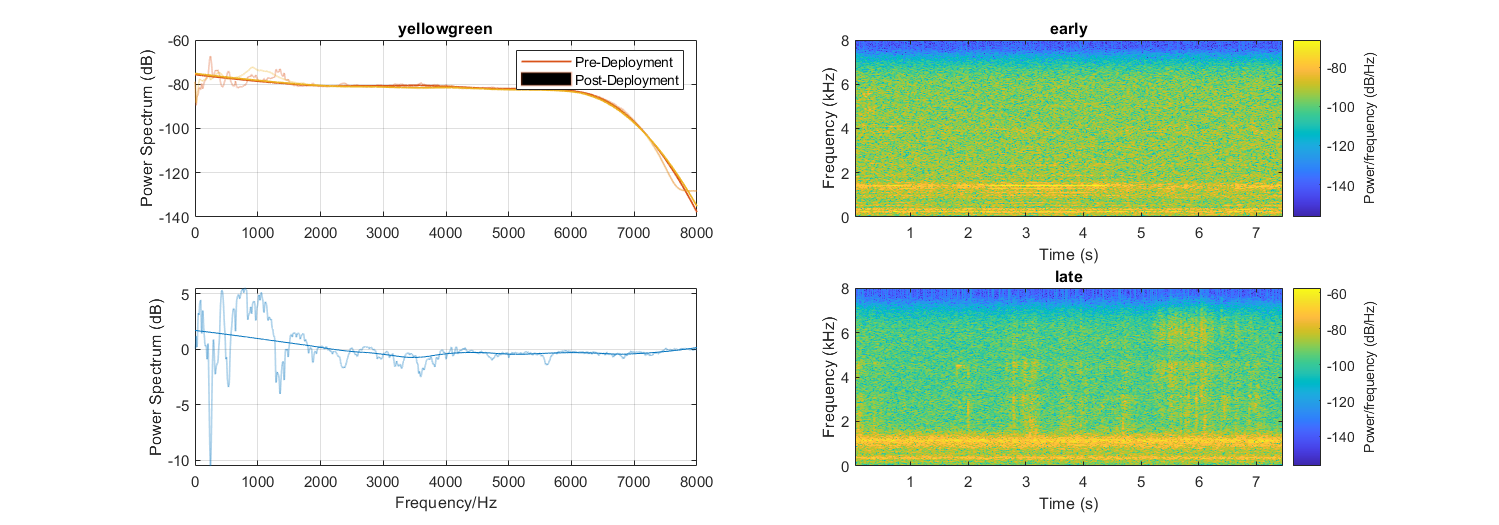 yellowgreen
Power Spectrum (dB)
-60
-80
-100
-120
-140
0 1000 2000 3000 4000 5000 6000 7000 8000
Pre-Deployment
Post-Deployment
early
Frequency (kHz)
8
6
4
2
0
1 2 3 4 5 6 7
Time (s)
-80
-100
-120
-140
Power/frequency (dB/Hz)
Power Spectrum (dB)
5
0
-5
-10
0 1000 2000 3000 4000 5000 6000 7000 8000
Frequency/Hz
late
Frequency (kHz)
8
6
4
2
0
1 2 3 4 5 6 7
Time (s)
-60
-80
-100
-120
-140
Power/frequency (dB/Hz)